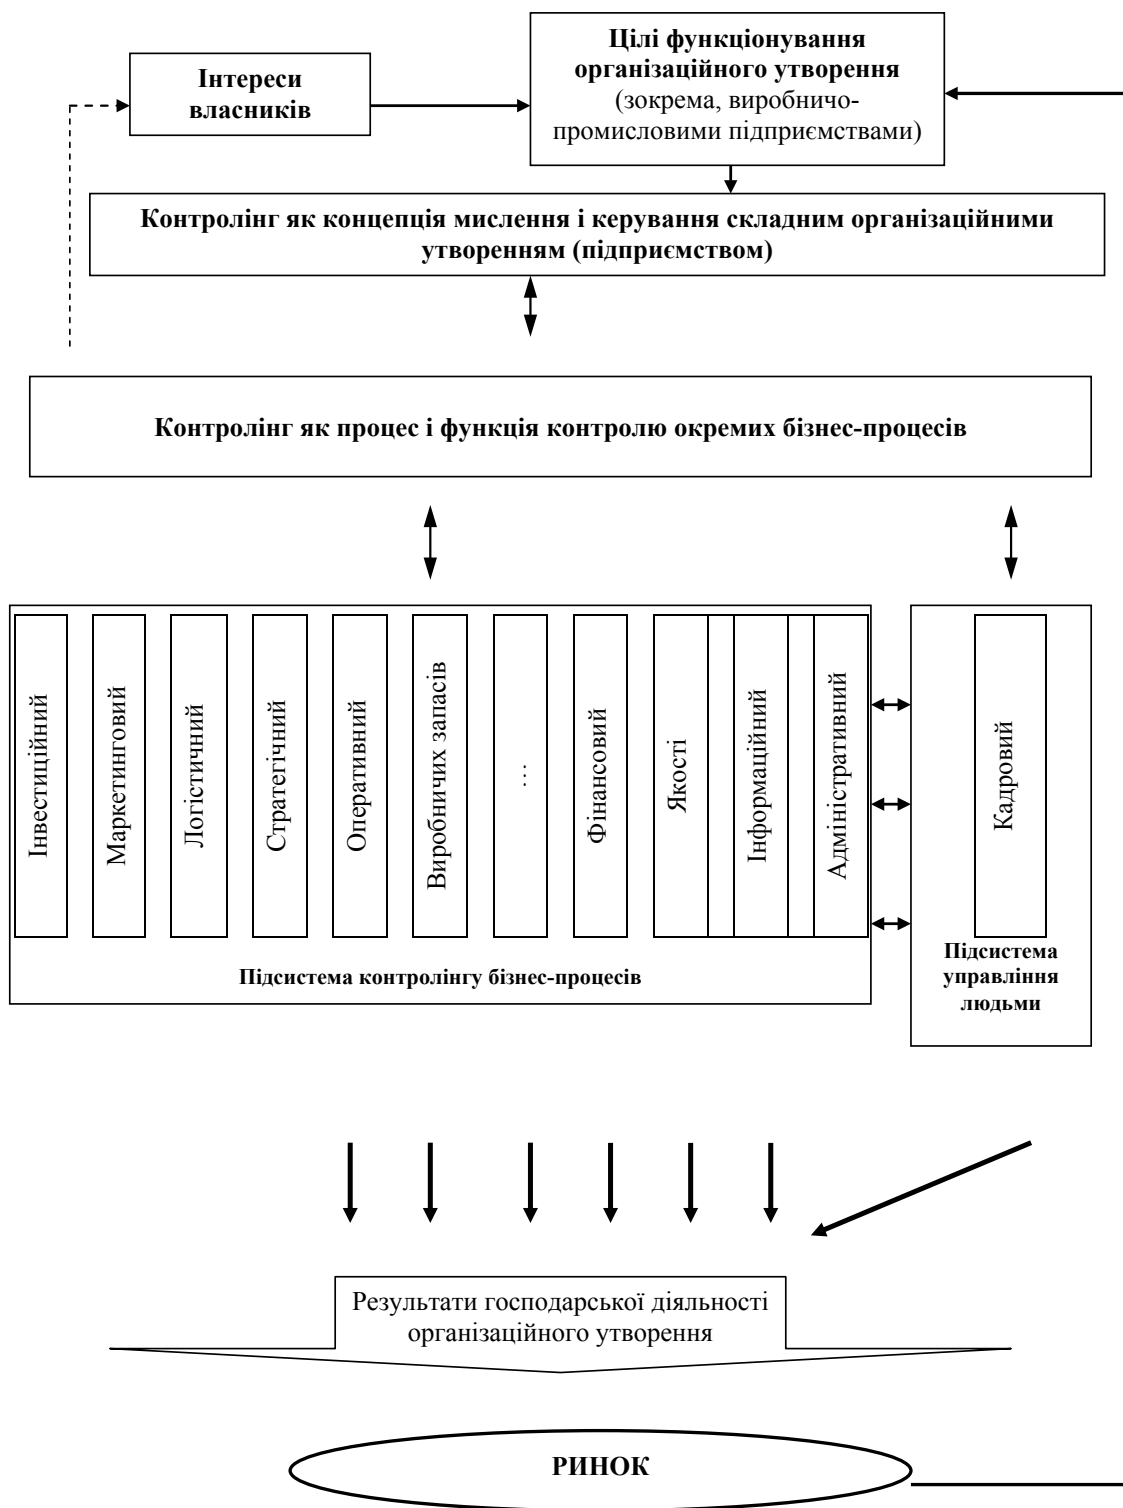 Інтереси
власників
Цілі функціонування
організаційного утворення
(зокрема, виробничо-
промисловими підприємствами)
Контролінг як концепція мислення і керування складним організаційними
утворенням (підприємством)
Контролінг як процес і функція контролю окремих бізнес-процесів
Інвестиційний
Маркетинговий
Логістичний
Стратегічний
Оперативний
Виробничих запасів
…
Фінансовий
Якості
Інформаційний
Адміністративний
Підсистема контролінгу бізнес-процесів
Кадровий
Підсистема
управління
людьми
Результати господарської діяльності
організаційного утворення
РИНОК